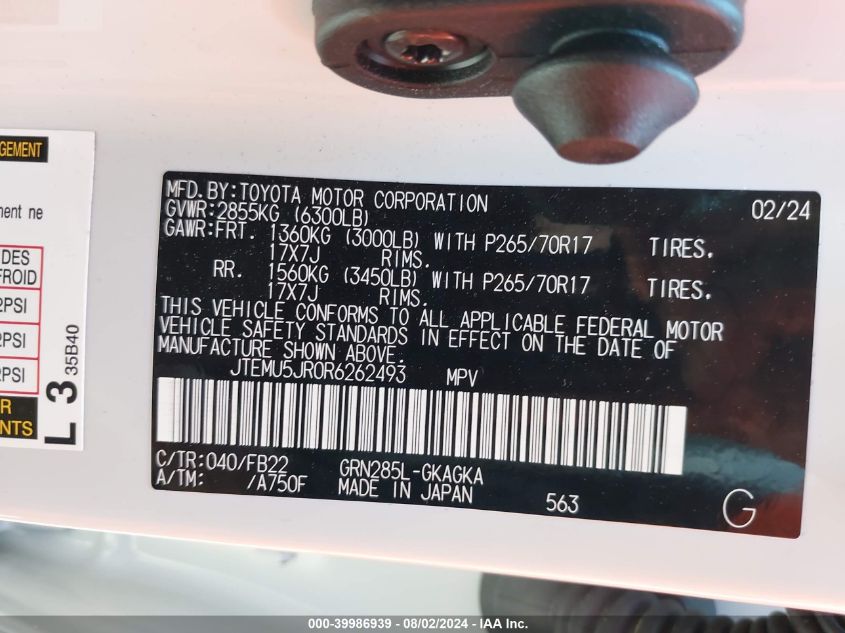 GEMENT
ment ne
DES
FROID
2PSI
2PSI
2PSI
R
NTS
L 3 35B40
MFD.BY:TOYOTA MOTOR CORPORATION 02/24
GVWR:2855KG (6300LB)
GAWR:FRT. 1360KG (3000LB) WITH P265/70R17 TIRES.
17X7J RIMS.
RR. 1560KG (3450LB) WITH P265/70R17 TIRES.
17X7J RIMS.
THIS VEHICLE CONFORMS TO ALL APPLICABLE FEDERAL MOTOR
VEHICLE SAFETY STANDARDS IN EFFECT ON THE DATE OF
MANUFACTURE SHOWN ABOVE.
JTEMU5JR0R6262493 MPV
C/TR:040/FB22 GRN285L-GKAGKA
A/TM: /A750F MADE IN JAPAN 563 G
000-39986939 - 08/02/2024 - IAA Inc.